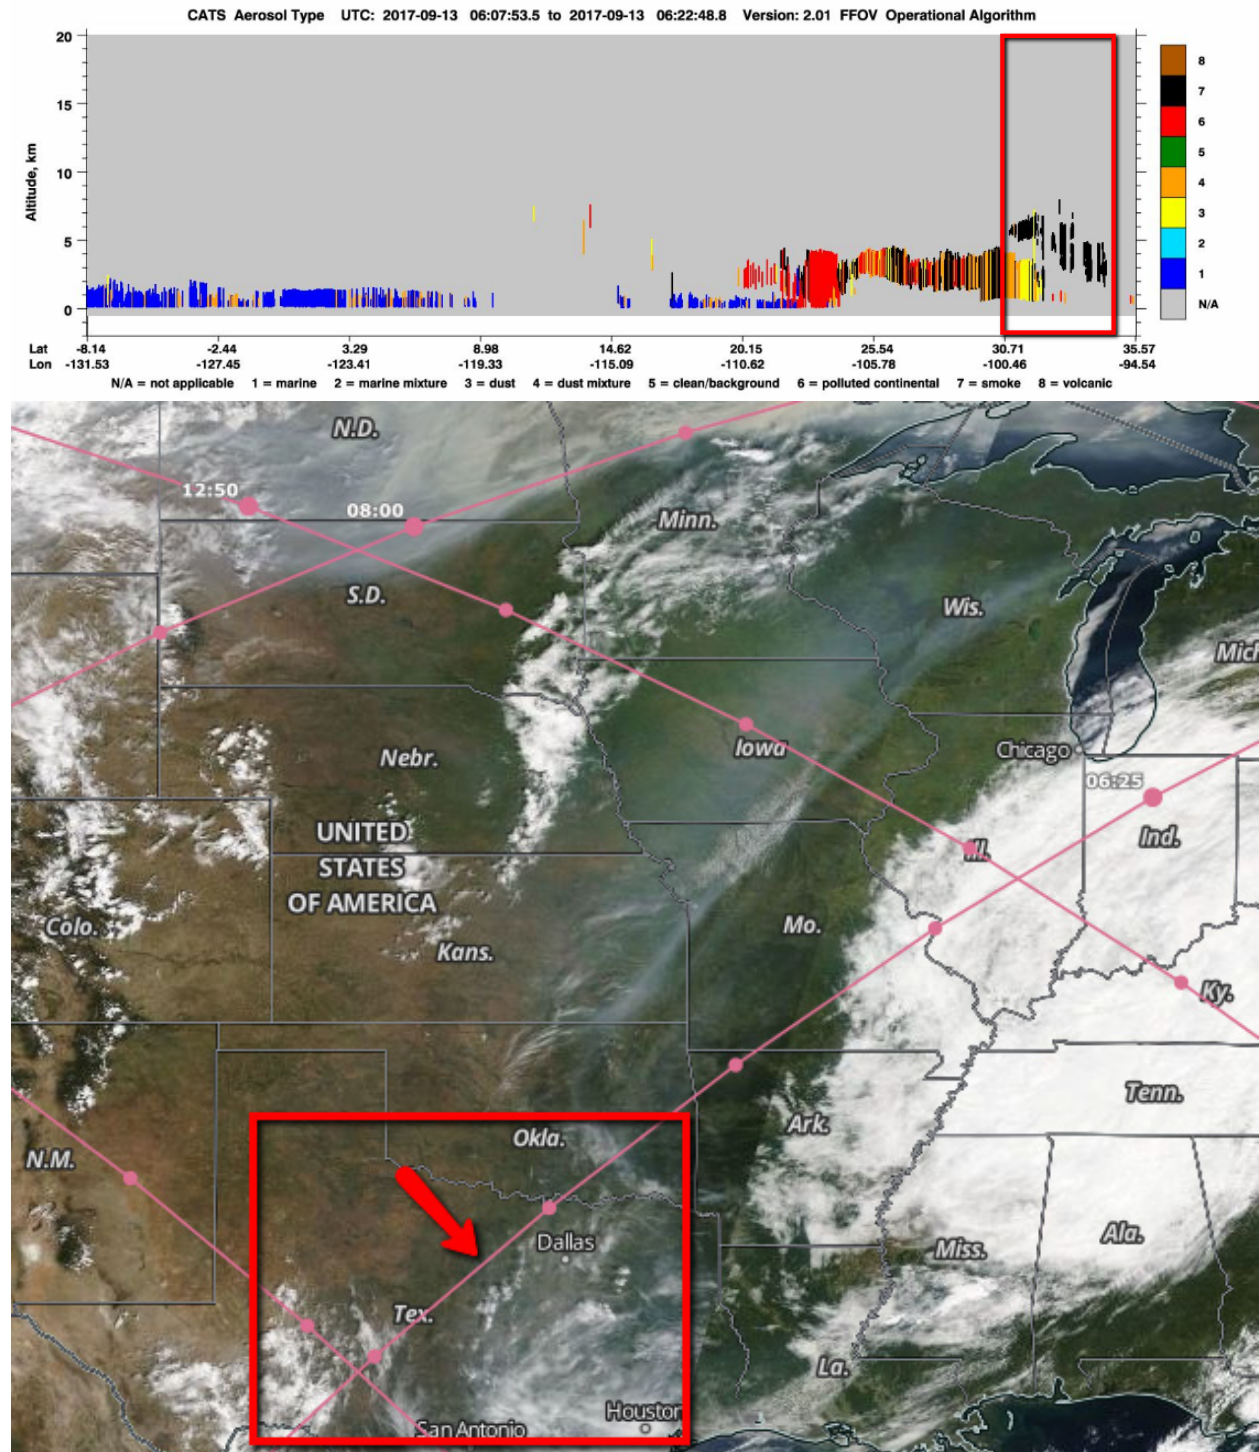 CATS Aerosol Type UTC: 2017-09-13 06:07:53.5 to 2017-09-13 06:22:48.8 Version: 2.01 FFOV Operational Algorithm
Altitude, km
20
15
10
5
0
8
7
6
5
4
3
2
1
N/A
Lat -8.14 -2.44 3.29 8.98 14.62 20.15 25.54 30.71 35.57
Lon -131.53 -127.45 -123.41 -119.33 -115.09 -110.62 -105.78 -100.46 -94.54
N/A = not applicable 1 = marine 2 = marine mixture 3 = dust 4 = dust mixture 5 = clean/background 6 = polluted continental 7 = smoke 8 = volcanic
N.D.
12:50
08:00
Minn.
S.D.
Wis.
Mich
Nebr.
Iowa
Chicago
06:25
UNITED
STATES
OF AMERICA
Ill.
Ind.
Colo.
Kans.
Mo.
Ky.
Tenn.
N.M.
Okla.
Ark.
Dallas
Miss.
Ala.
Tex.
La.
San Antonio
Houston